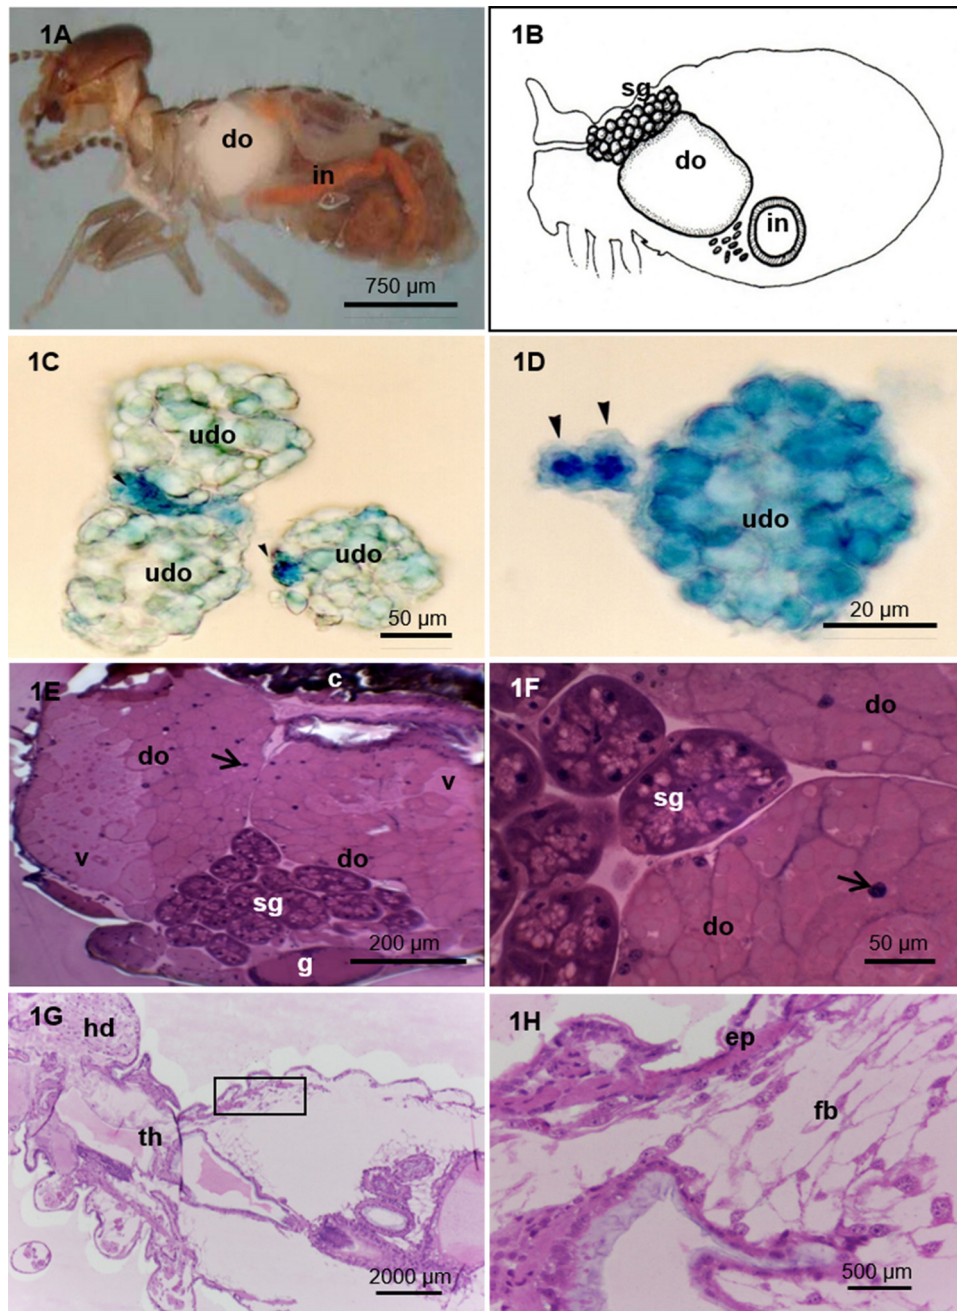 1A
do
in
750 µm
1B
sg
do
in
1C
udo
udo
udo
50 µm
1D
udo
20 µm
1E
c
do
v
v
do
sg
g
200 µm
1F
do
sg
do
50 µm
1G
hd
th
2000 µm
1H
ep
fb
500 µm